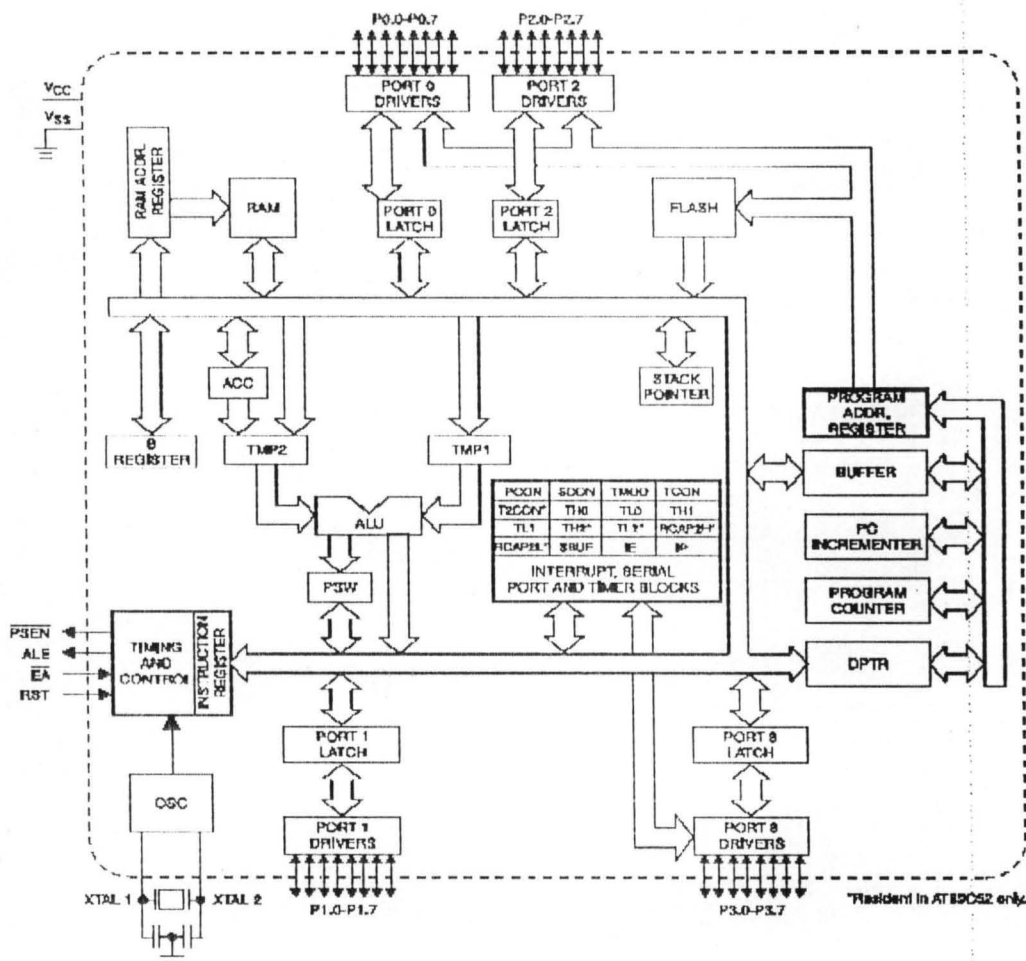 P0.0-P0.7
P2.0-P2.7
VCC
VSS
PORT 0
DRIVERS
PORT 2
DRIVERS
RAM ADDR.
REGISTER
RAM
PORT 0
LATCH
PORT 2
LATCH
FLASH
ACC
STACK
POINTER
PROGRAM
ADDR.
REGISTER
B
REGISTER
TMP2
TMP1
BUFFER
ALU
PCON SCON TMOD TCON
T2CON* TH0 TL0 TH1
TL1 TH2* TL2* RCAP2H*
RCAP2L* SBUF IE IP
INTERRUPT, SERIAL
PORT AND TIMER BLOCKS
PC
INCREMENTER
PSW
PROGRAM
COUNTER
PSEN
ALE
EA
RST
TIMING
AND
CONTROL
INSTRUCTION
REGISTER
DPTR
PORT 1
LATCH
PORT 3
LATCH
OSC
PORT 1
DRIVERS
PORT 3
DRIVERS
XTAL 1
XTAL 2
P1.0-P1.7
P3.0-P3.7
*Resident in AT89C52 only.